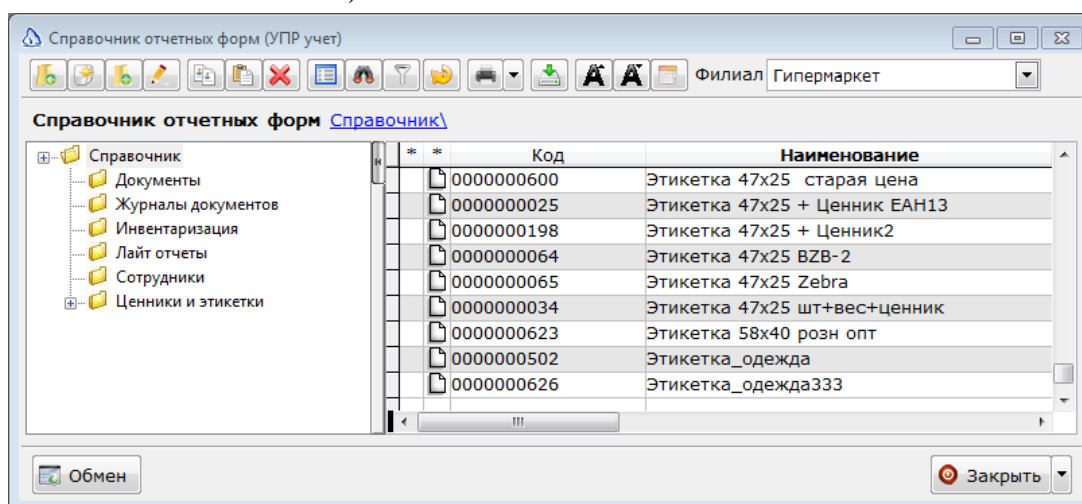 Справочник отчетных форм (УПР учет)
Филиал Гипермаркет
Справочник отчетных форм Справочник\
Справочник
Документы
Журналы документов
Инвентаризация
Лайт отчеты
Сотрудники
Ценники и этикетки
* * Код Наименование
0000000600 Этикетка 47x25 старая цена
0000000025 Этикетка 47x25 + Ценник ЕАН13
0000000198 Этикетка 47x25 + Ценник2
0000000064 Этикетка 47x25 BZB-2
0000000065 Этикетка 47x25 Zebra
0000000034 Этикетка 47x25 шт+вес+ценник
0000000623 Этикетка 58x40 розн опт
0000000502 Этикетка_одежда
0000000626 Этикетка_одежда333
Обмен
Закрыть